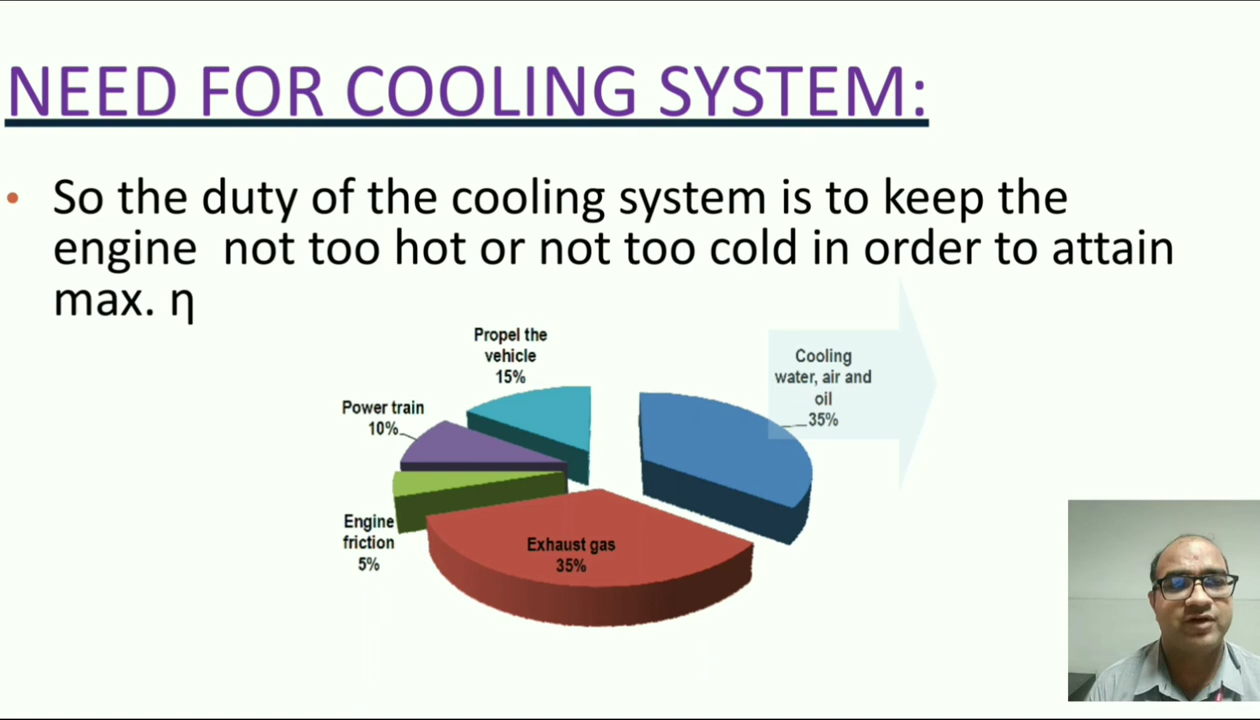 NEED FOR COOLING SYSTEM:
• So the duty of the cooling system is to keep the
engine not too hot or not too cold in order to attain
max. η
Propel the
vehicle
15%
Cooling
water, air and
oil
35%
Power train
10%
Engine
friction
5%
Exhaust gas
35%